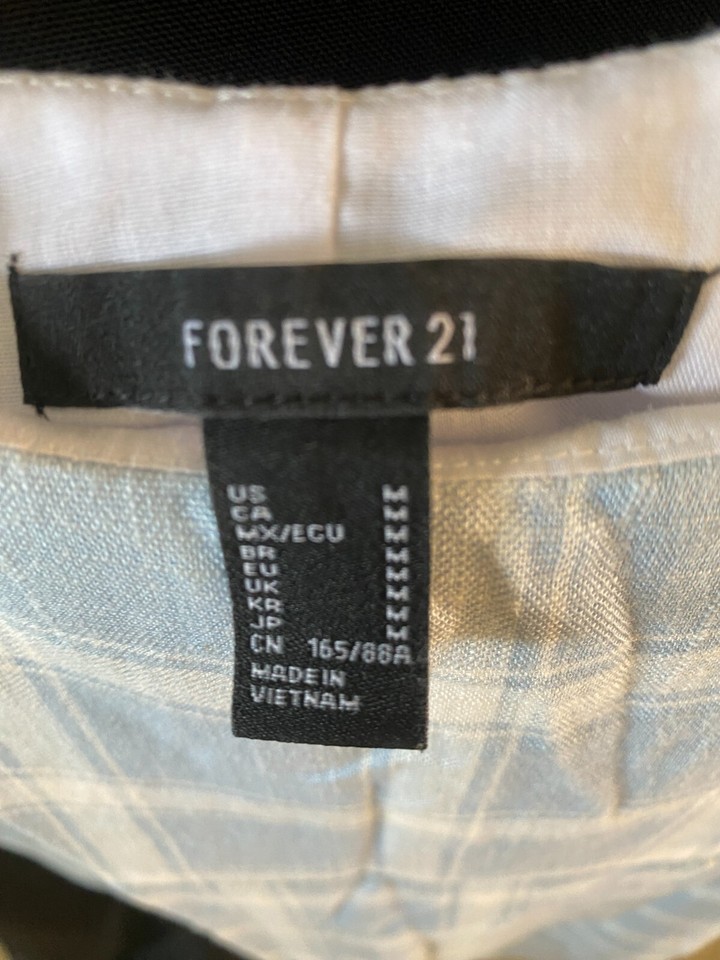 FOREVER 21
US M
CA M
MX/ECU M
BR M
EU M
UK M
KR M
JP M
CN 165/88A
MADE IN
VIETNAM